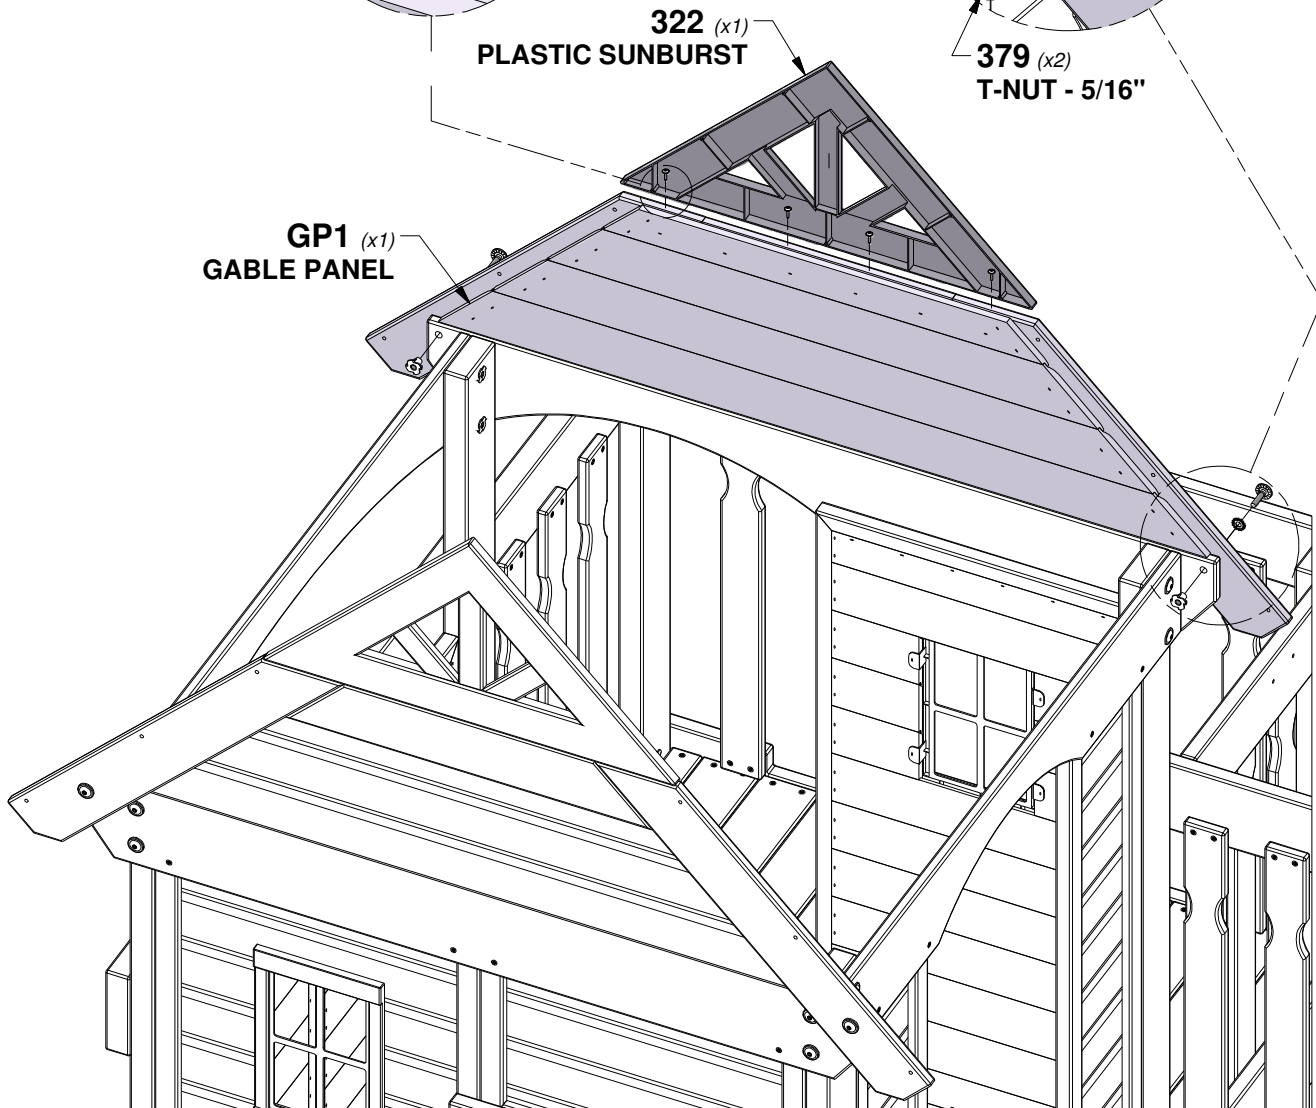 322 (x1)
PLASTIC SUNBURST
379 (x2)
T-NUT - 5/16"
GP1 (x1)
GABLE PANEL